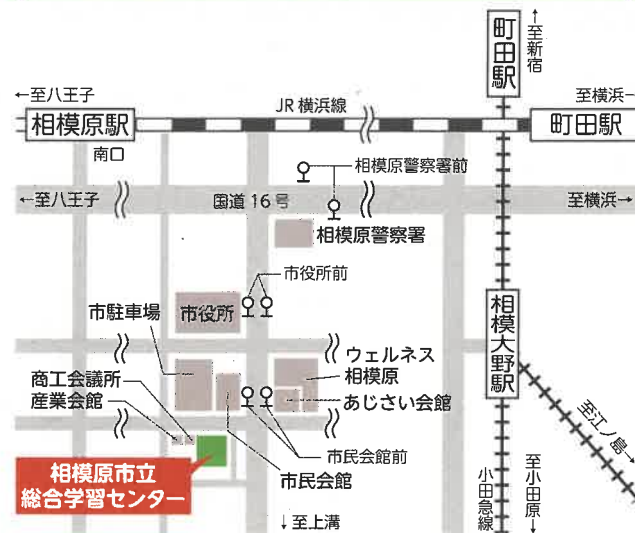 町田駅
↑至新宿
←至八王子
JR横浜線
至横浜→
相模原駅
町田駅
南口
相模原警察署前
←至八王子
国道16号
至横浜→
相模原警察署
市役所前
市役所
市駐車場
相模大野駅
ウェルネス
相模原
商工会議所
産業会館
あじさい会館
市民会館前
市民会館
相模原市立
総合学習センター
至江ノ島→
小田急線
至小田原→
↓至上溝